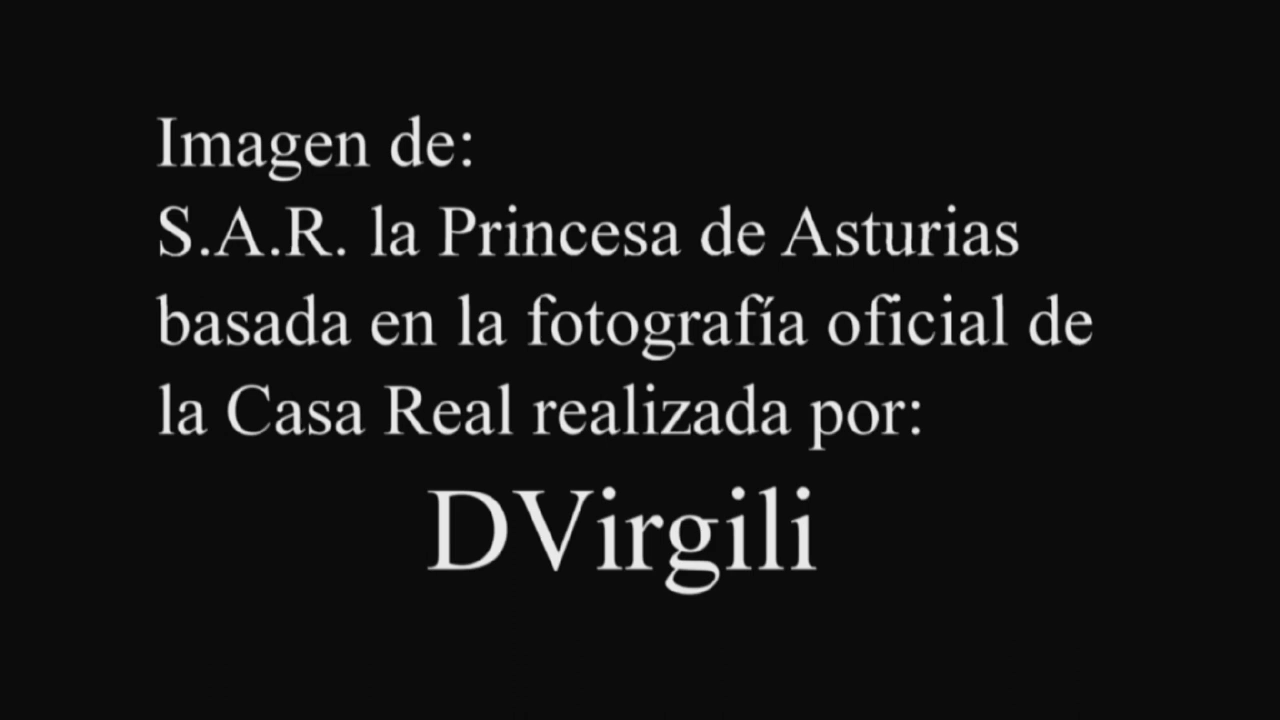 Imagen de:
S.A.R. la Princesa de Asturias
basada en la fotografía oficial de
la Casa Real realizada por:
DVirgili